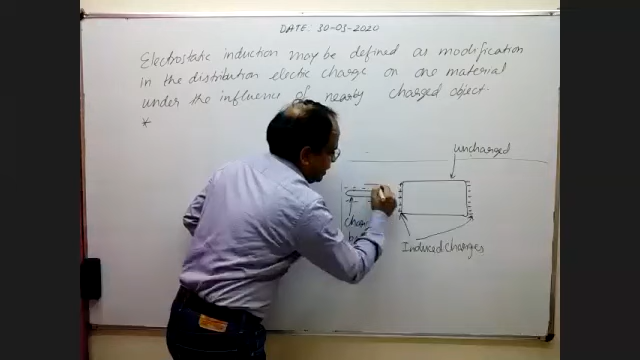 DATE: 30-03-2020
Electrostatic induction may be defined as modification
in the distribution electric charge on one material
under the influence of nearby charged object.
*
uncharged
Induced charges